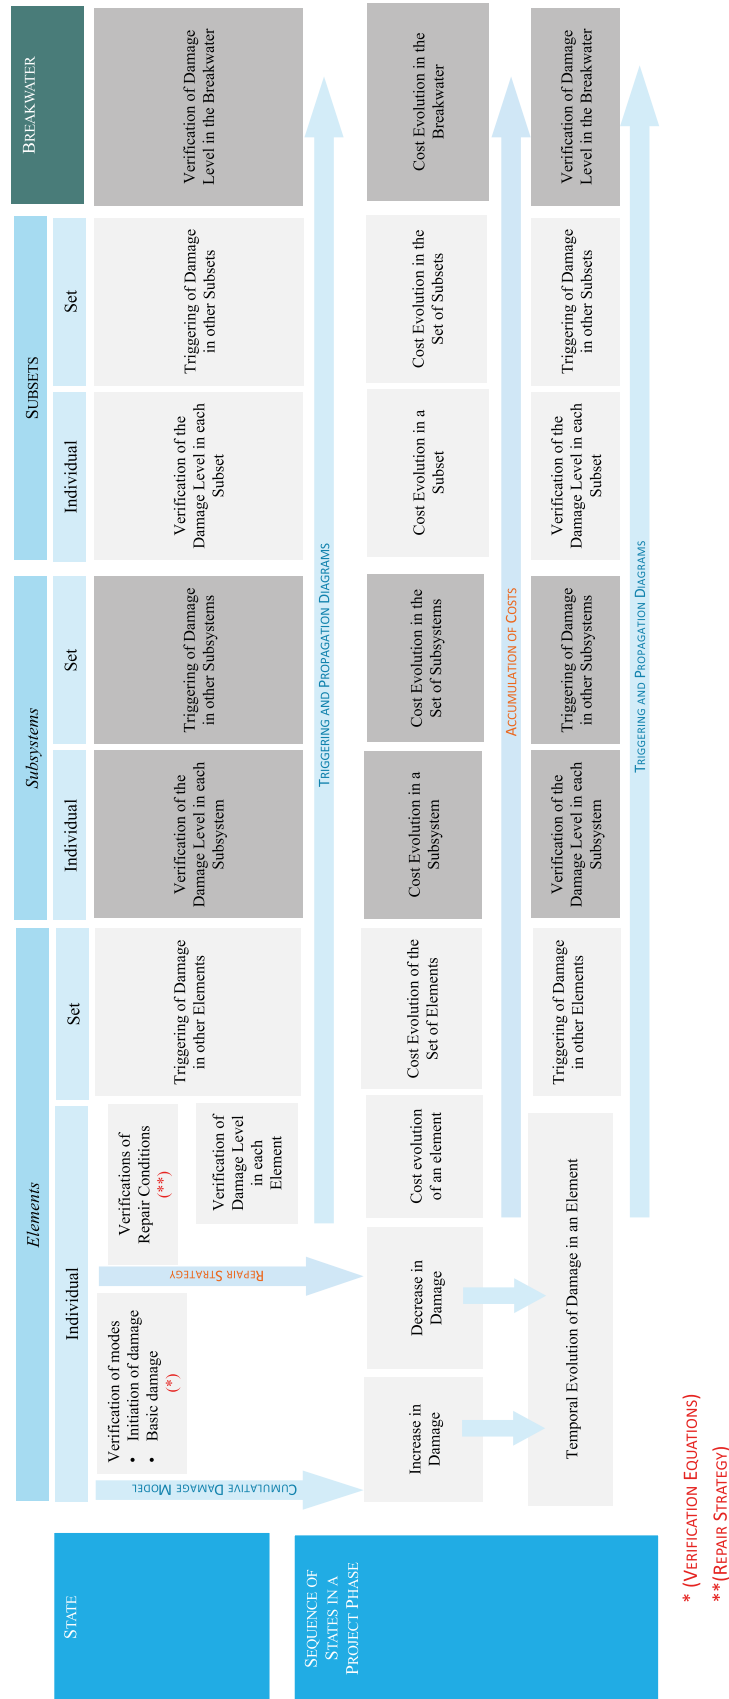 Elements
Subsystems
SUBSETS
BREAKWATER
Individual
Set
Individual
Set
Individual
Set
STATE
Verification of modes
• Initiation of damage
• Basic damage
(*)
Verifications of
Repair Conditions
(**)
Verification of
Damage Level
in each
Element
Triggering of Damage
in other Elements
Verification of the
Damage Level in each
Subsystem
Triggering of Damage
in other Subsystems
Verification of the
Damage Level in each
Subset
Triggering of Damage
in other Subsets
Verification of Damage
Level in the Breakwater
CUMULATIVE DAMAGE MODEL
REPAIR STRATEGY
TRIGGERING AND PROPAGATION DIAGRAMS
SEQUENCE OF
STATES IN A
PROJECT PHASE
Increase in
Damage
Decrease in
Damage
Cost evolution
of an element
Cost Evolution of the
Set of Elements
Cost Evolution in a
Subsystem
Cost Evolution in the
Set of Subsystems
Cost Evolution in a
Subset
Cost Evolution in the
Set of Subsets
Cost Evolution in the
Breakwater
ACCUMULATION OF COSTS
Temporal Evolution of Damage in an Element
Triggering of Damage
in other Elements
Verification of the
Damage Level in each
Subsystem
Triggering of Damage
in other Subsystems
Verification of the
Damage Level in each
Subset
Triggering of Damage
in other Subsets
Verification of Damage
Level in the Breakwater
TRIGGERING AND PROPAGATION DIAGRAMS
* (VERIFICATION EQUATIONS)
**(REPAIR STRATEGY)